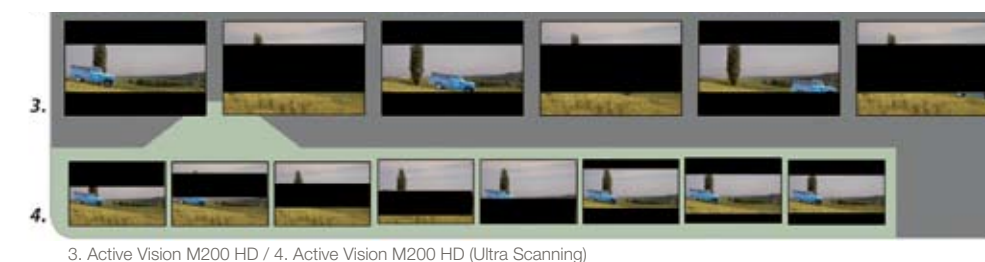 3.
4.
3. Active Vision M200 HD / 4. Active Vision M200 HD (Ultra Scanning)